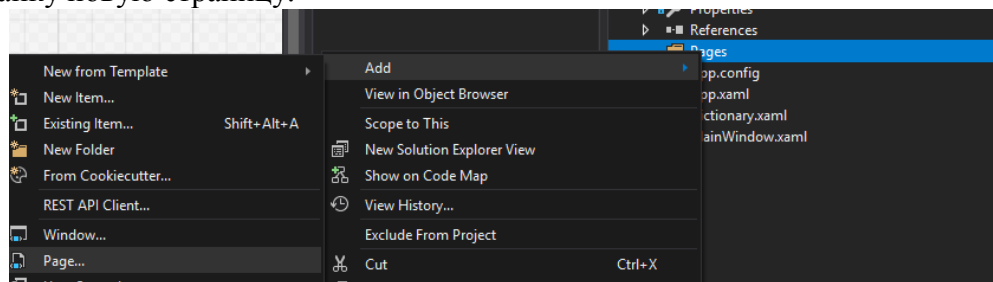 новую страницу.
Properties
References
Pages
New from Template
New Item...
Existing Item... Shift+Alt+A
New Folder
From Cookiecutter...
REST API Client...
Window...
Page...
Add
View in Object Browser
Scope to This
New Solution Explorer View
Show on Code Map
View History...
Exclude From Project
Cut Ctrl+X
pp.config
pp.xaml
ctionary.xaml
ainWindow.xaml